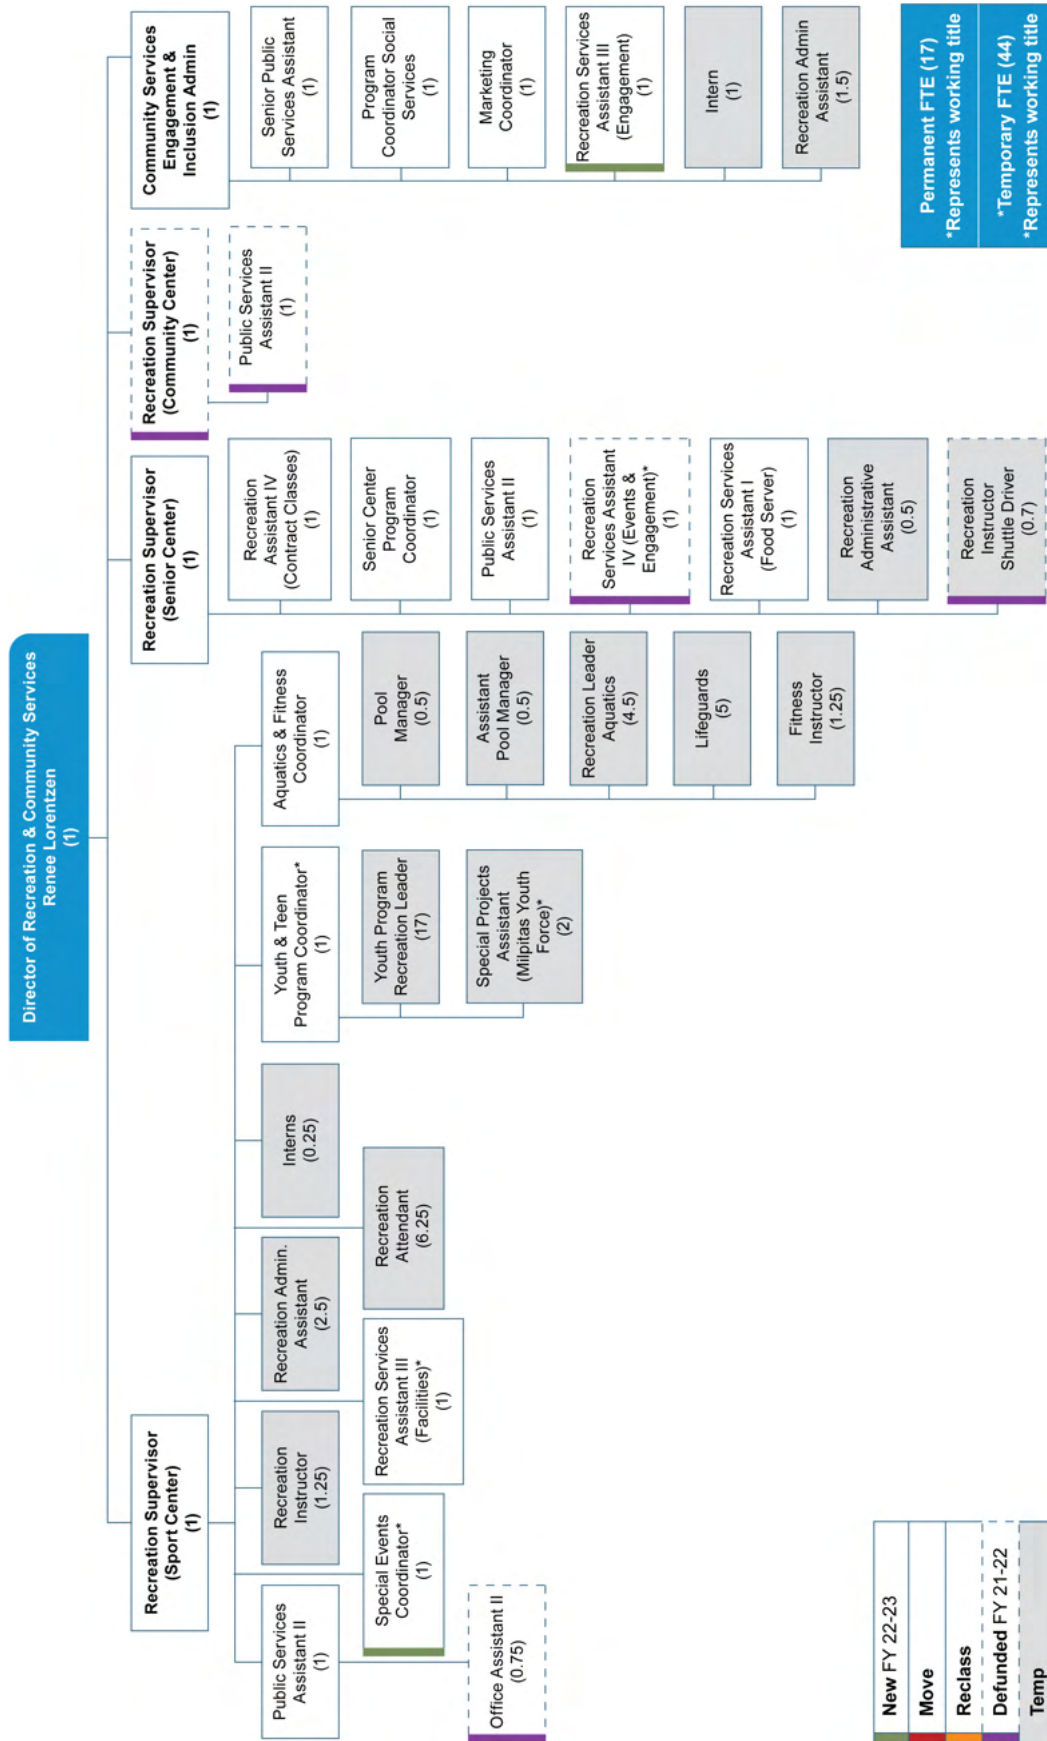 Director of Recreation & Community Services
Renee Lorentzen
(1)
Recreation Supervisor
(Sport Center)
(1)
Public Services
Assistant II
(1)
Office Assistant II
(0.75)
Special Events
Coordinator*
(1)
Recreation
Instructor
(1.25)
Recreation Services
Assistant III
(Facilities)*
(1)
Recreation Admin.
Assistant
(2.5)
Recreation
Attendant
(6.25)
Interns
(0.25)
Youth & Teen
Program Coordinator*
(1)
Youth Program
Recreation Leader
(17)
Special Projects
Assistant
(Milpitas Youth
Force)*
(2)
Aquatics & Fitness
Coordinator
(1)
Pool
Manager
(0.5)
Assistant
Pool Manager
(0.5)
Recreation Leader
Aquatics
(4.5)
Lifeguards
(5)
Fitness
Instructor
(1.25)
Recreation Supervisor
(Senior Center)
(1)
Recreation
Assistant IV
(Contract Classes)
(1)
Senior Center
Program
Coordinator
(1)
Public Services
Assistant II
(1)
Recreation
Services Assistant
IV (Events &
Engagement)*
(1)
Recreation Services
Assistant I
(Food Server)
(1)
Recreation
Administrative
Assistant
(0.5)
Recreation
Instructor
Shuttle Driver
(0.7)
Recreation Supervisor
(Community Center)
(1)
Public Services
Assistant II
(1)
Community Services
Engagement &
Inclusion Admin
(1)
Senior Public
Services Assistant
(1)
Program
Coordinator Social
Services
(1)
Marketing
Coordinator
(1)
Recreation Services
Assistant III
(Engagement)
(1)
Intern
(1)
Recreation Admin
Assistant
(1.5)
New FY 22-23
Move
Reclass
Defunded FY 21-22
Temp
Permanent FTE (17)
*Represents working title
*Temporary FTE (44)
*Represents working title